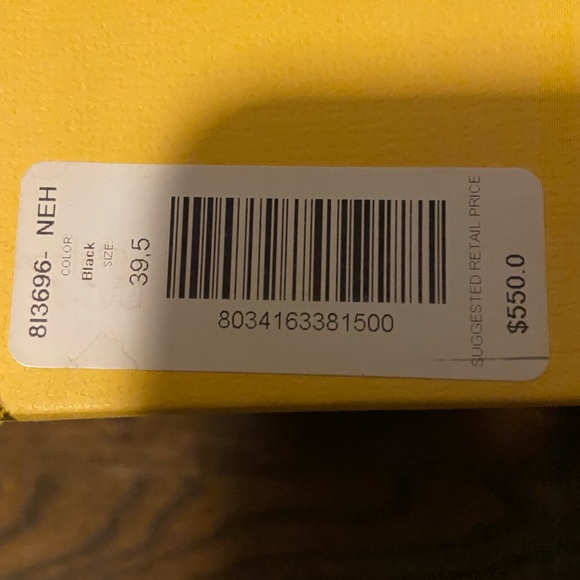 8I3696- NEH
COLOR:
Black
SIZE:
39,5
8034163381500
SUGGESTED RETAIL PRICE
$550.0